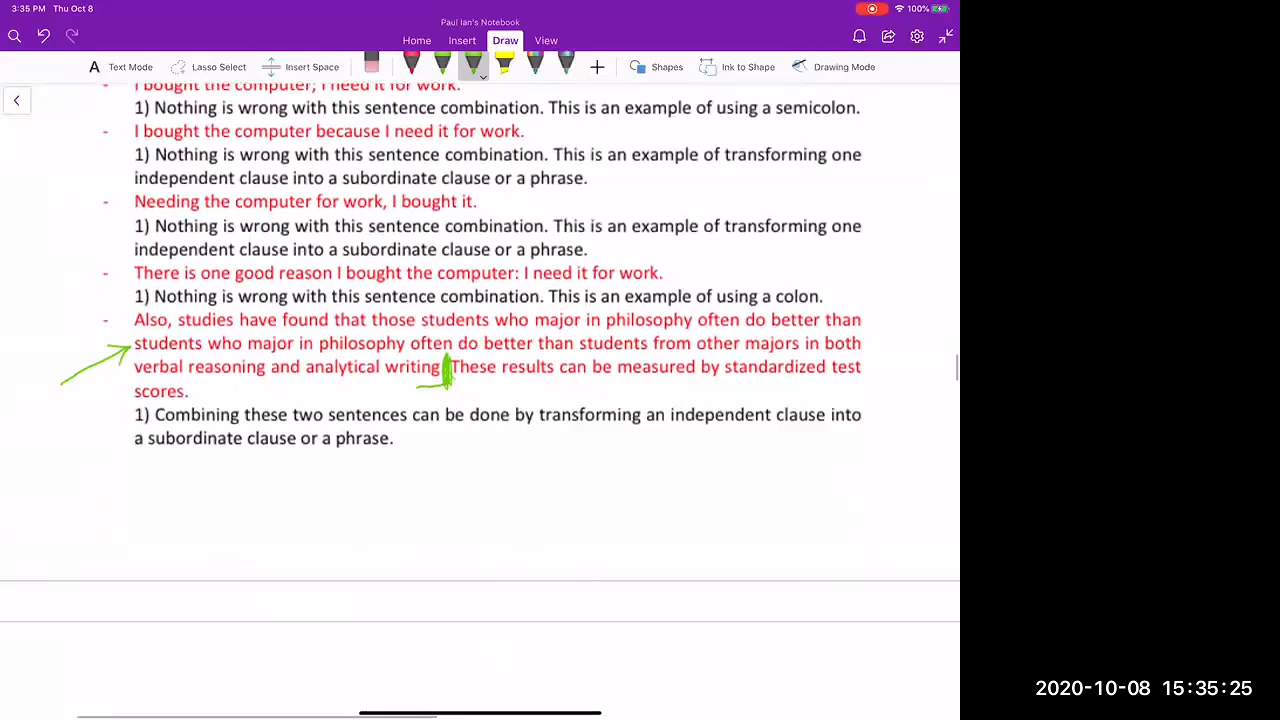 3:35 PM Thu Oct 8
100%
Paul Ian's Notebook
Home Insert Draw View
A Text Mode Lasso Select Insert Space Shapes Ink to Shape Drawing Mode
- I bought the computer; I need it for work.
1) Nothing is wrong with this sentence combination. This is an example of using a semicolon.
- I bought the computer because I need it for work.
1) Nothing is wrong with this sentence combination. This is an example of transforming one
independent clause into a subordinate clause or a phrase.
- Needing the computer for work, I bought it.
1) Nothing is wrong with this sentence combination. This is an example of transforming one
independent clause into a subordinate clause or a phrase.
- There is one good reason I bought the computer: I need it for work.
1) Nothing is wrong with this sentence combination. This is an example of using a colon.
- Also, studies have found that those students who major in philosophy often do better than
students who major in philosophy often do better than students from other majors in both
verbal reasoning and analytical writing These results can be measured by standardized test
scores.
1) Combining these two sentences can be done by transforming an independent clause into
a subordinate clause or a phrase.
2020-10-08 15:35:25